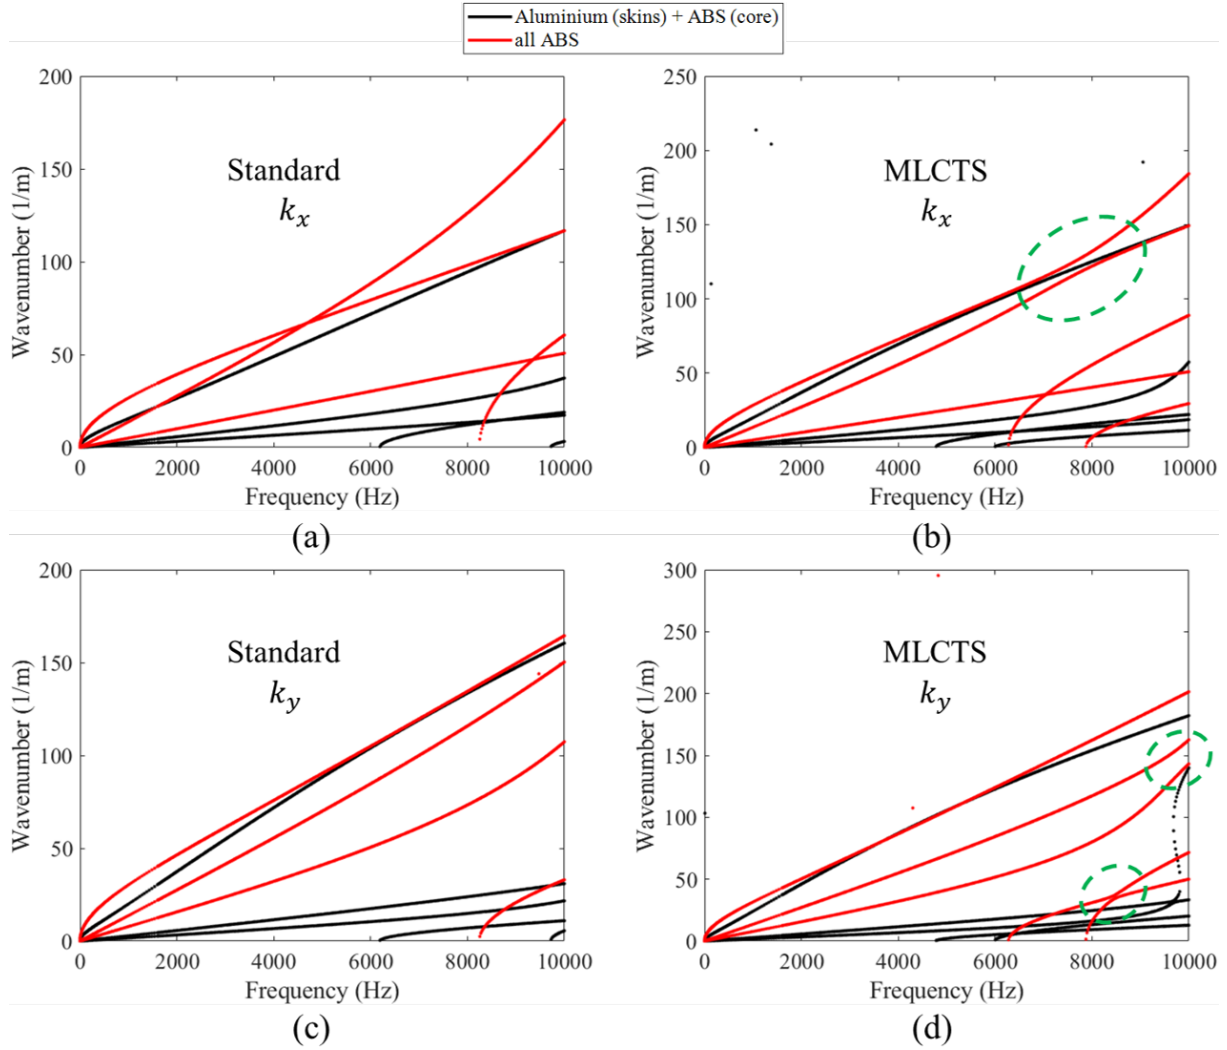 Aluminium (skins) + ABS (core)
all ABS
200
150
100
50
0
Wavenumber (1/m)
Standard
kₓ
0 2000 4000 6000 8000 10000
Frequency (Hz)
(a)
250
200
150
100
50
0
Wavenumber (1/m)
MLCTS
kₓ
0 2000 4000 6000 8000 10000
Frequency (Hz)
(b)
200
150
100
50
0
Wavenumber (1/m)
Standard
k_y
0 2000 4000 6000 8000 10000
Frequency (Hz)
(c)
300
250
200
150
100
50
0
Wavenumber (1/m)
MLCTS
k_y
0 2000 4000 6000 8000 10000
Frequency (Hz)
(d)